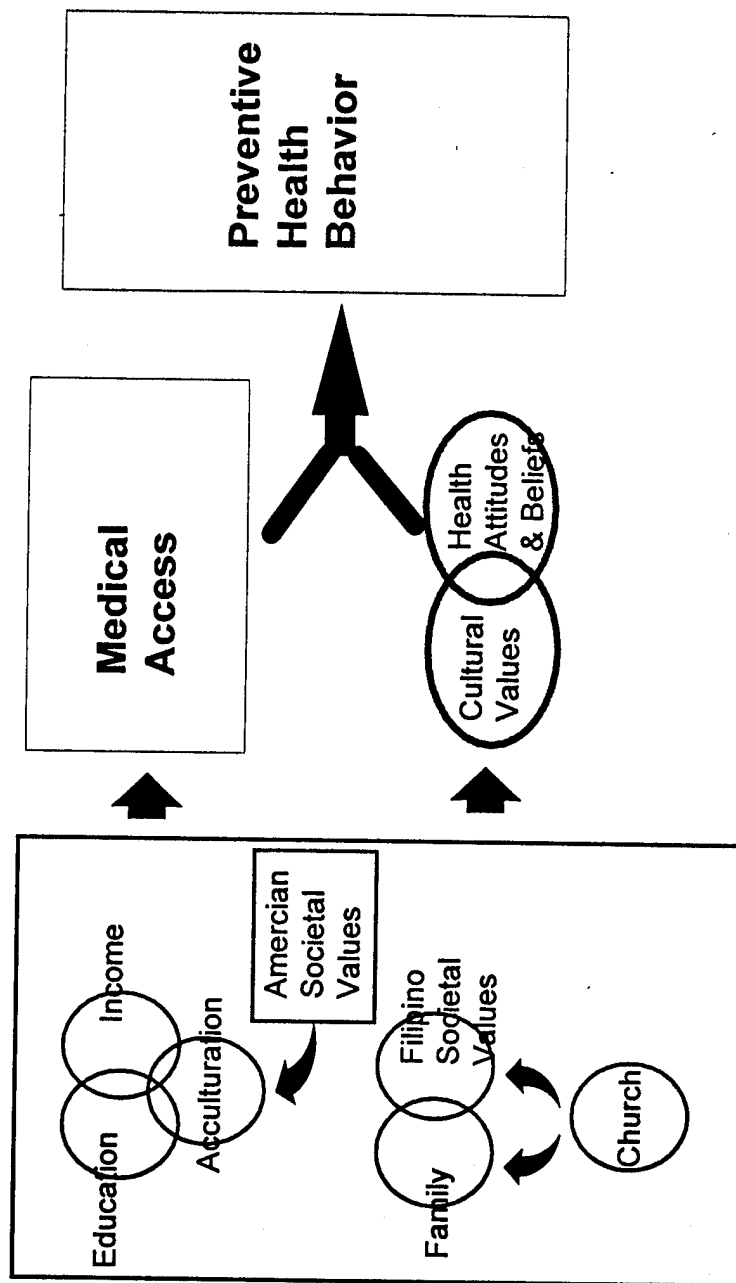 Education
Income
Acculturation
Amercian
Societal
Values
Family
Filipino
Societal
Values
Church
Medical
Access
Cultural
Values
Health
Attitudes
& Beliefs
Preventive
Health
Behavior